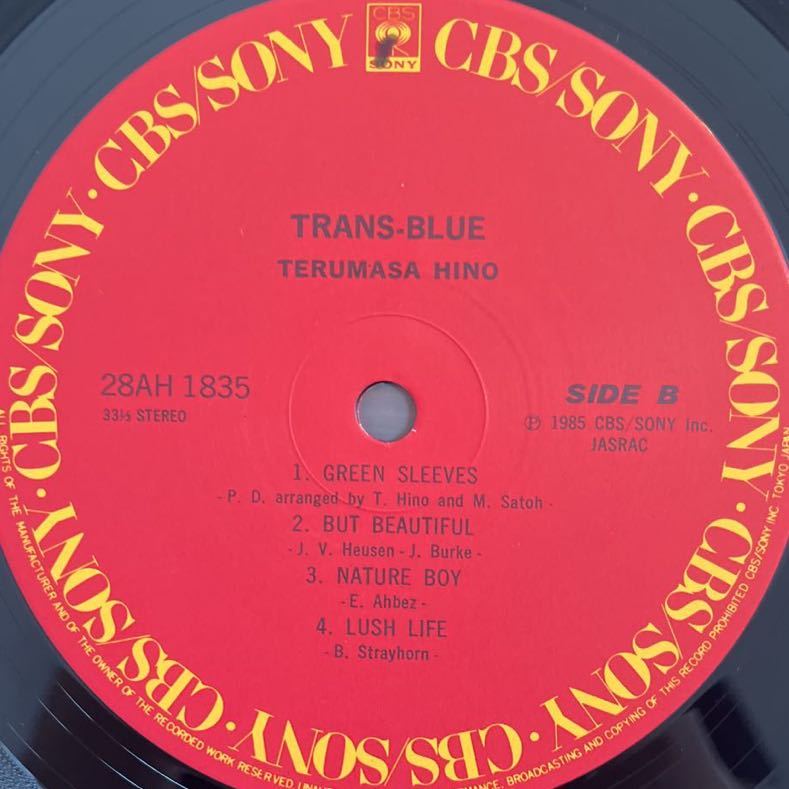 CBS
SONY
CBS/SONY · CBS/SONY · CBS/SONY · CBS/SONY · CBS/SONY · CBS/SONY · CBS/SONY · CBS/SONY · CBS/SONY
TRANS-BLUE
TERUMASA HINO
28AH 1835
33⅓ STEREO
SIDE B
Ⓟ 1985 CBS/SONY Inc.
JASRAC
1. GREEN SLEEVES
- P. D. arranged by T. Hino and M. Satoh -
2. BUT BEAUTIFUL
- J. V. Heusen - J. Burke -
3. NATURE BOY
- E. Ahbez -
4. LUSH LIFE
- B. Strayhorn -
ALL RIGHTS OF THE MANUFACTURER AND OF THE OWNER OF THE RECORDED WORK RESERVED. BROADCASTING AND COPYING OF THIS RECORD PROHIBITED CBS/SONY INC. TOKYO JAPAN